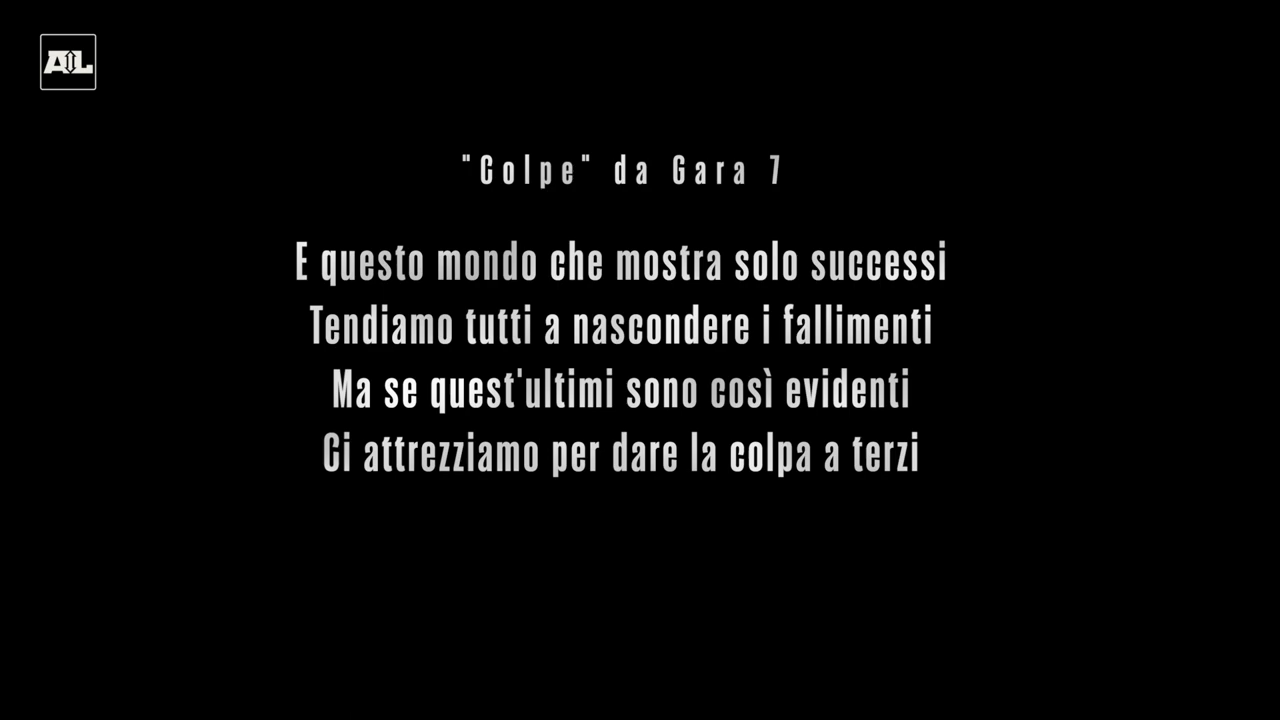 AL
"Colpe" da Gara 7
E questo mondo che mostra solo successi
Tendiamo tutti a nascondere i fallimenti
Ma se quest'ultimi sono così evidenti
Ci attrezziamo per dare la colpa a terzi